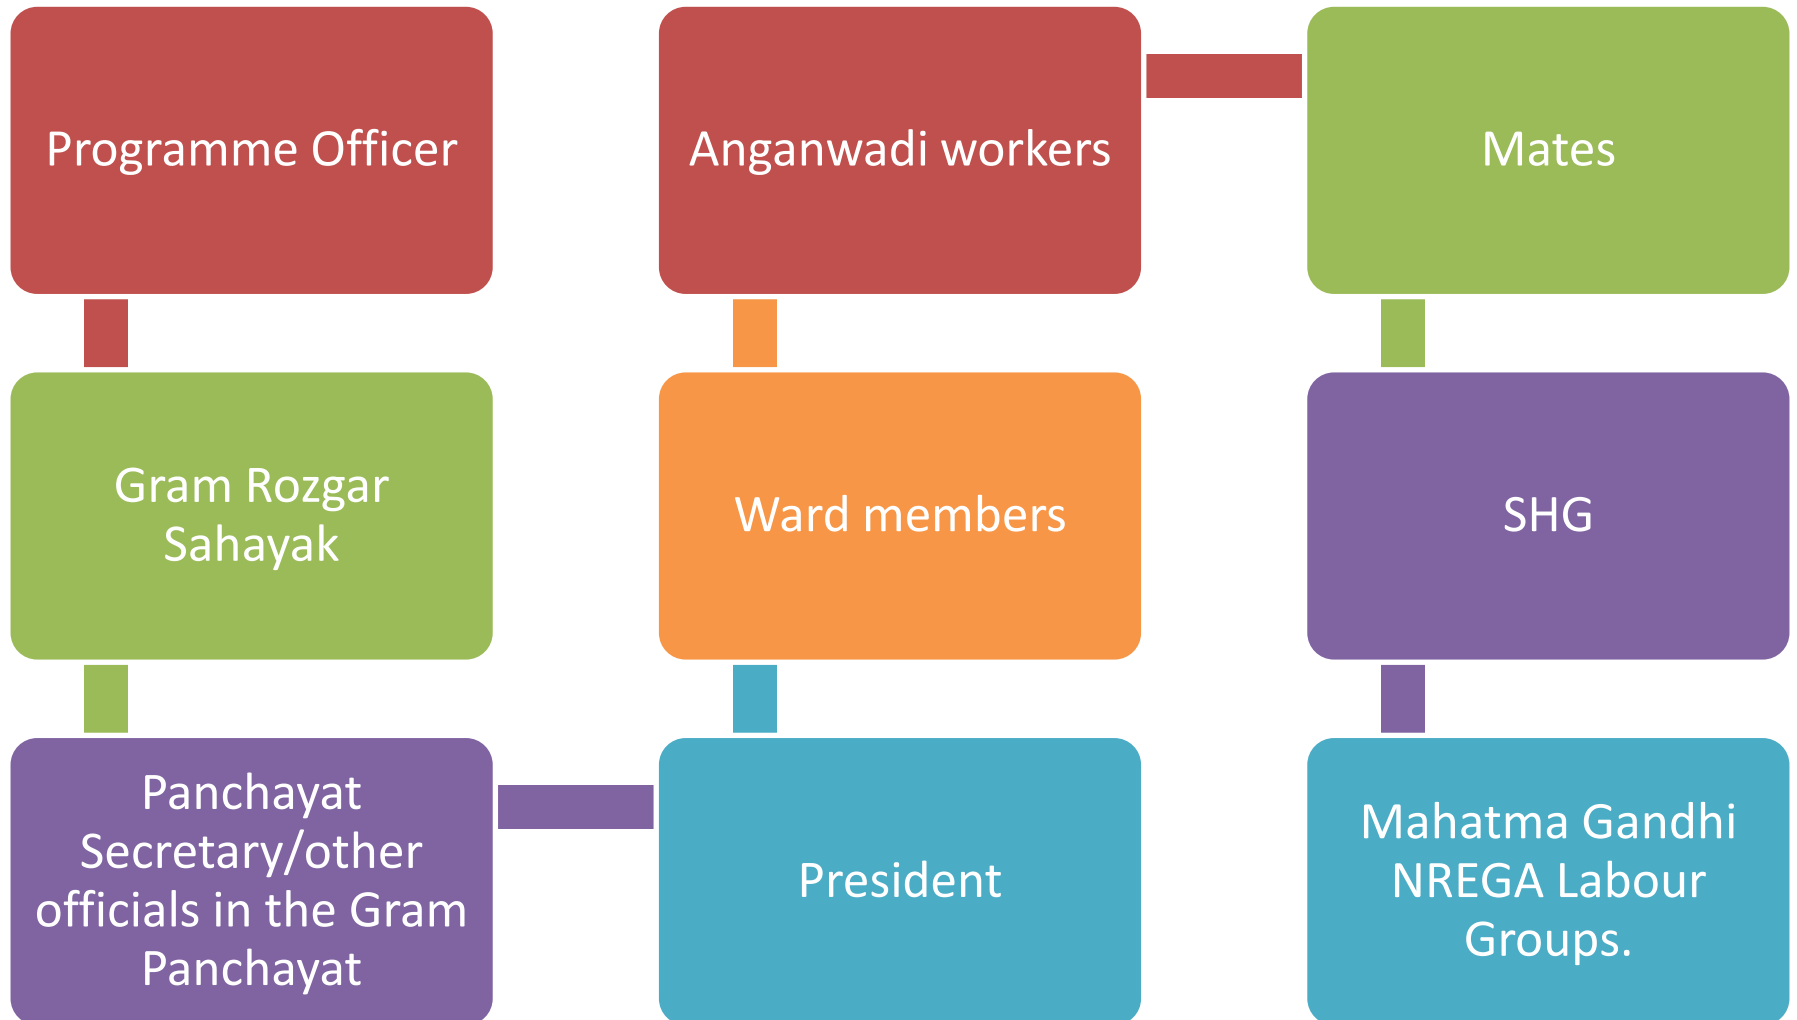 Programme Officer
Gram Rozgar
Sahayak
Panchayat
Secretary/other
officials in the Gram
Panchayat
President
Ward members
Anganwadi workers
Mates
SHG
Mahatma Gandhi
NREGA Labour
Groups.